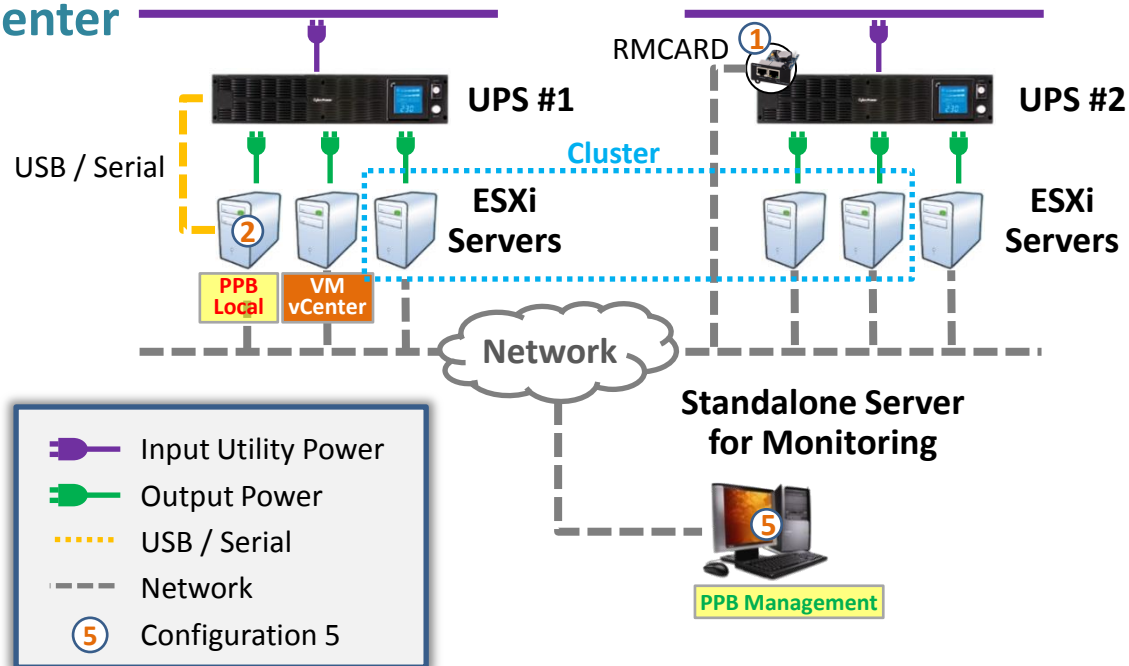 enter
RMCARD
1
UPS #1
UPS #2
USB / Serial
Cluster
ESXi
Servers
ESXi
Servers
2
PPB
Local
VM
vCenter
Network
Standalone Server
for Monitoring
5
PPB Management
Input Utility Power
Output Power
USB / Serial
Network
5 Configuration 5